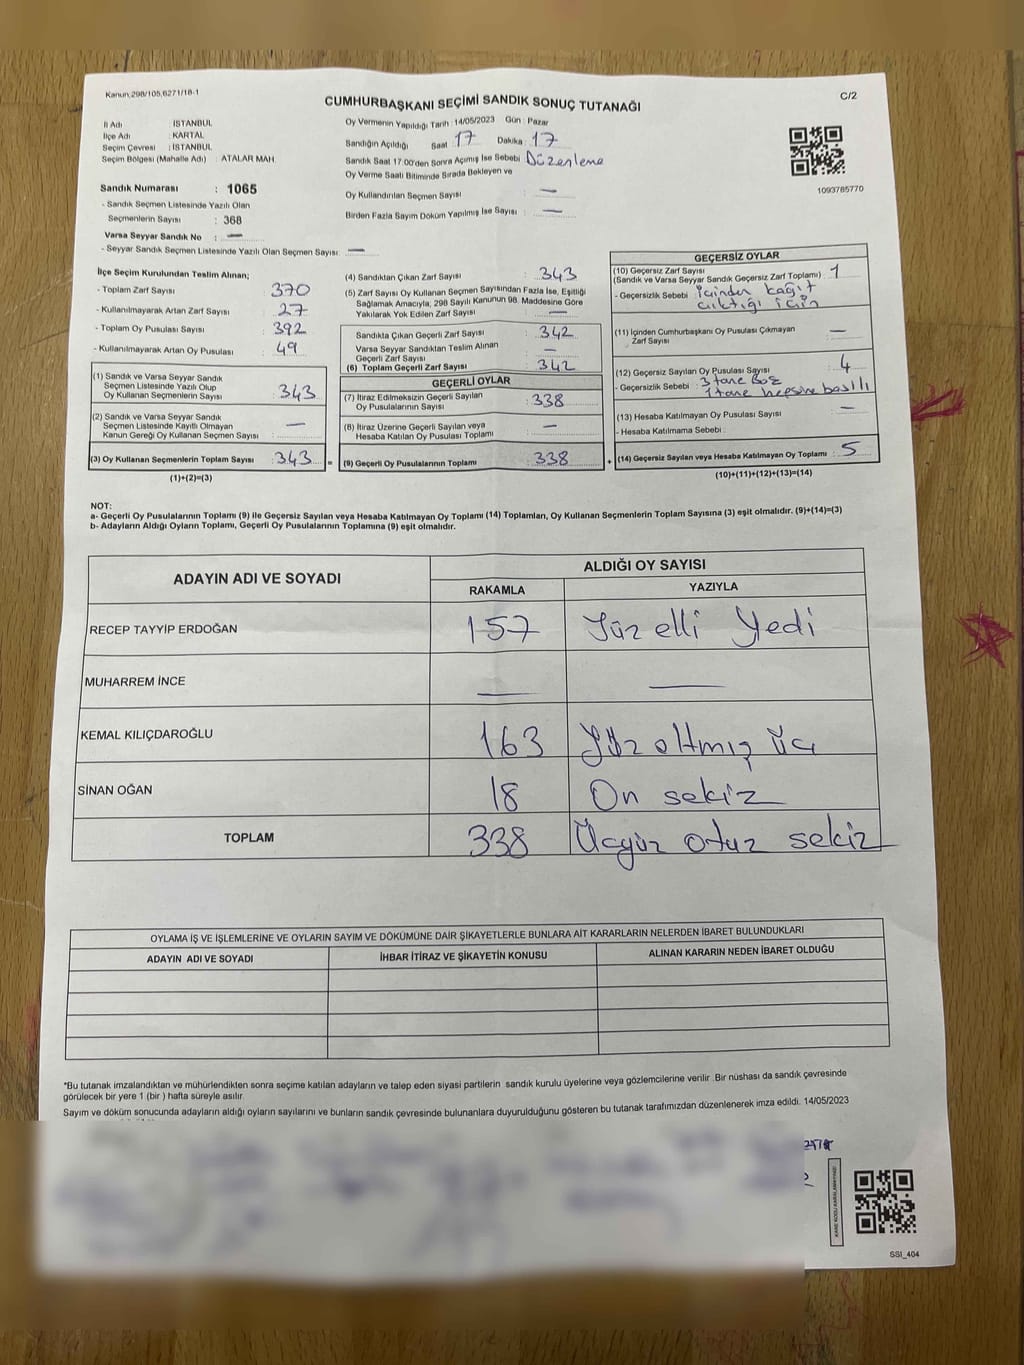 Kanun,298/105,6271/18-1
CUMHURBAŞKANI SEÇİMİ SANDIK SONUÇ TUTANAĞI
C/2
İl Adı : İSTANBUL
İlçe Adı : KARTAL
Seçim Çevresi : İSTANBUL
Seçim Bölgesi (Mahalle Adı) : ATALAR MAH.
Sandık Numarası : 1065
- Sandık Seçmen Listesinde Yazılı Olan
Seçmenlerin Sayısı : 368
Varsa Seyyar Sandık No : —
- Seyyar Sandık Seçmen Listesinde Yazılı Olan Seçmen Sayısı: —
Oy Vermenin Yapıldığı Tarih :14/05/2023 Gün : Pazar
Sandığın Açıldığı Saat : 17 Dakika : 17
Sandık Saat 17:00'den Sonra Açımış İse Sebebi : Düzenleme
Oy Verme Saati Bitiminde Sırada Bekleyen ve
Oy Kullandırılan Seçmen Sayısı : —
Birden Fazla Sayım Döküm Yapılmış İse Sayısı : —
1093785770
İlçe Seçim Kurulundan Teslim Alınan;
- Toplam Zarf Sayısı : 370
- Kullanılmayarak Artan Zarf Sayısı : 27
- Toplam Oy Pusulası Sayısı : 392
- Kullanılmayarak Artan Oy Pusulası : 49
(1) Sandık ve Varsa Seyyar Sandık
Seçmen Listesinde Yazılı Olup
Oy Kullanan Seçmenlerin Sayısı : 343
(2) Sandık ve Varsa Seyyar Sandık
Seçmen Listesinde Kayıtlı Olmayan
Kanun Gereği Oy Kullanan Seçmen Sayısı : —
(3) Oy Kullanan Seçmenlerin Toplam Sayısı : 343 =
(1)+(2)=(3)
(4) Sandıktan Çıkan Zarf Sayısı : 343
(5) Zarf Sayısı Oy Kullanan Seçmen Sayısından Fazla İse, Eşitliği
Sağlamak Amacıyla, 298 Sayılı Kanunun 98. Maddesine Göre
Yakılarak Yok Edilen Zarf Sayısı : —
Sandıkta Çıkan Geçerli Zarf Sayısı : 342
Varsa Seyyar Sandıktan Teslim Alınan
Geçerli Zarf Sayısı : —
(6) Toplam Geçerli Zarf Sayısı : 342
GEÇERLİ OYLAR
(7) İtiraz Edilmeksizin Geçerli Sayılan
Oy Pusulalarının Sayısı : 338
(8) İtiraz Üzerine Geçerli Sayılan veya
Hesaba Katılan Oy Pusulası Toplamı : —
(9) Geçerli Oy Pusulalarının Toplamı : 338 +
GEÇERSİZ OYLAR
(10) Geçersiz Zarf Sayısı
(Sandık ve Varsa Seyyar Sandık Geçersiz Zarf Toplamı) : 1
- Geçersizlik Sebebi : içinden kağıt
çıktığı için
(11) İçinden Cumhurbaşkanı Oy Pusulası Çıkmayan
Zarf Sayısı : —
(12) Geçersiz Sayılan Oy Pusulası Sayısı : 4
- Geçersizlik Sebebi : 3 tane Boş
1 tane hepsine basılı
(13) Hesaba Katılmayan Oy Pusulası Sayısı : —
- Hesaba Katılmama Sebebi :
(14) Geçersiz Sayılan veya Hesaba Katılmayan Oy Toplamı : 5
(10)+(11)+(12)+(13)=(14)
NOT:
a- Geçerli Oy Pusulalarının Toplamı (9) ile Geçersiz Sayılan veya Hesaba Katılmayan Oy Toplamı (14) Toplamları, Oy Kullanan Seçmenlerin Toplam Sayısına (3) eşit olmalıdır. (9)+(14)=(3)
b- Adayların Aldığı Oyların Toplamı, Geçerli Oy Pusulalarının Toplamına (9) eşit olmalıdır.
ADAYIN ADI VE SOYADI
ALDIĞI OY SAYISI
RAKAMLA YAZIYLA
RECEP TAYYİP ERDOĞAN 157 Yüz elli Yedi
MUHARREM İNCE — —
KEMAL KILIÇDAROĞLU 163 Yüz altmış üç
SİNAN OĞAN 18 On sekiz
TOPLAM 338 Üçyüz otuz sekiz
OYLAMA İŞ VE İŞLEMLERİNE VE OYLARIN SAYIM VE DÖKÜMÜNE DAİR ŞİKAYETLERLE BUNLARA AİT KARARLARIN NELERDEN İBARET BULUNDUKLARI
ADAYIN ADI VE SOYADI İHBAR İTİRAZ VE ŞİKAYETİN KONUSU ALINAN KARARIN NEDEN İBARET OLDUĞU
*Bu tutanak imzalandıktan ve mühürlendikten sonra seçime katılan adayların ve talep eden siyasi partilerin sandık kurulu üyelerine veya gözlemcilerine verilir .Bir nüshası da sandık çevresinde
görülecek bir yere 1 (bir ) hafta süreyle asılır.
Sayım ve döküm sonucunda adayların aldığı oyların sayılarını ve bunların sandık çevresinde bulunanlara duyurulduğunu gösteren bu tutanak tarafımızdan düzenlenerek imza edildi. 14/05/2023
SSI_404